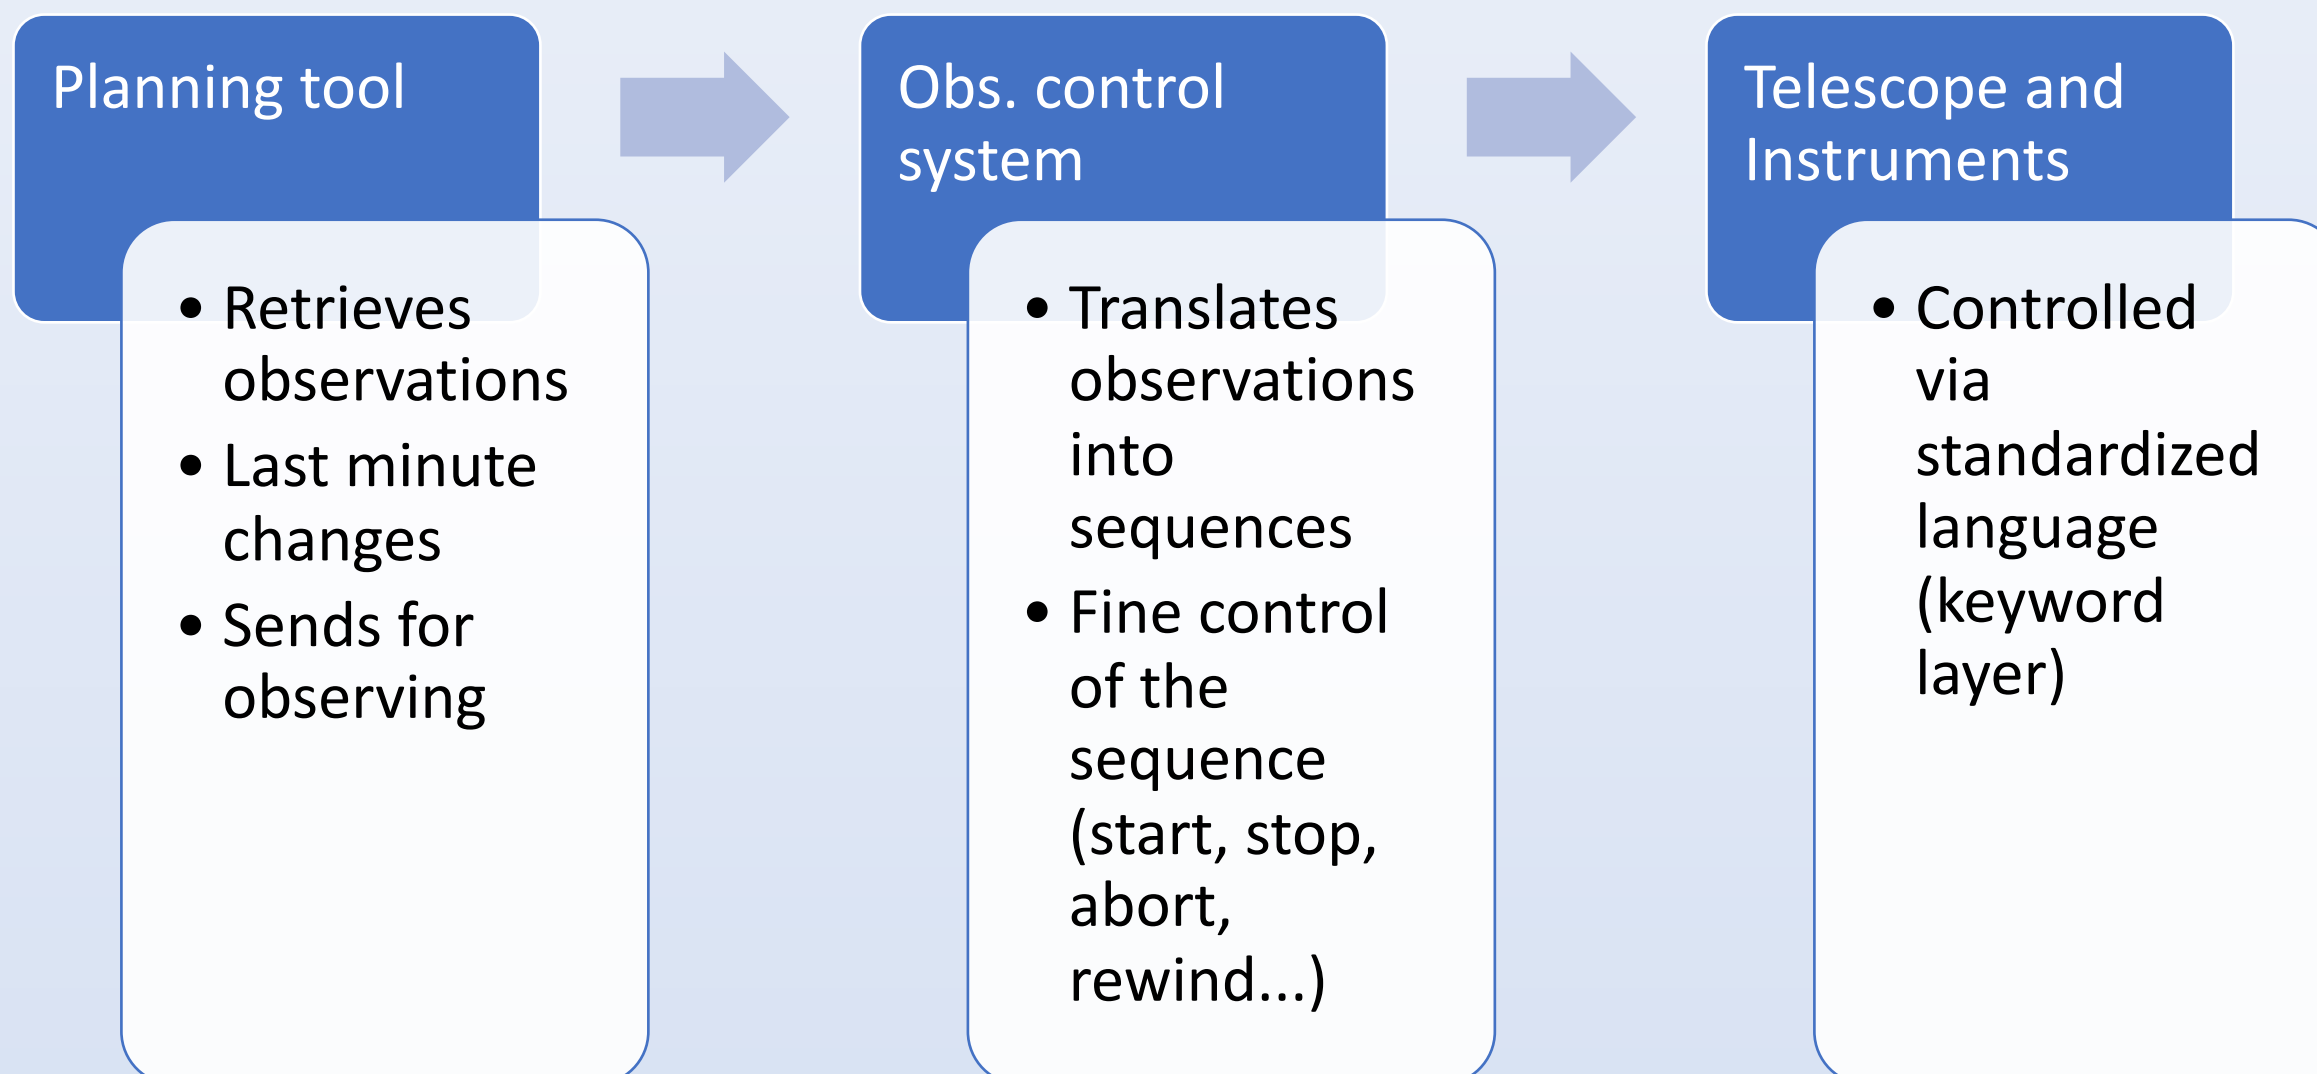 Planning tool
• Retrieves
observations
• Last minute
changes
• Sends for
observing
Obs. control
system
• Translates
observations
into
sequences
• Fine control
of the
sequence
(start, stop,
abort,
rewind...)
Telescope and
Instruments
• Controlled
via
standardized
language
(keyword
layer)